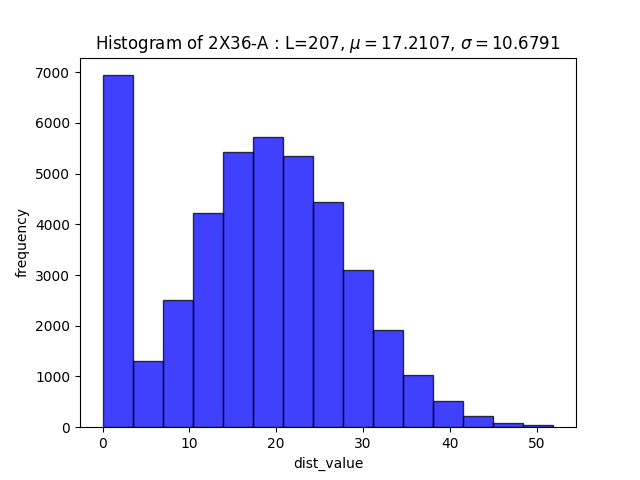 Histogram of 2X36-A : L=207, μ = 17.2107, σ = 10.6791
7000
6000
5000
4000
3000
2000
1000
0
frequency
0 10 20 30 40 50
dist_value